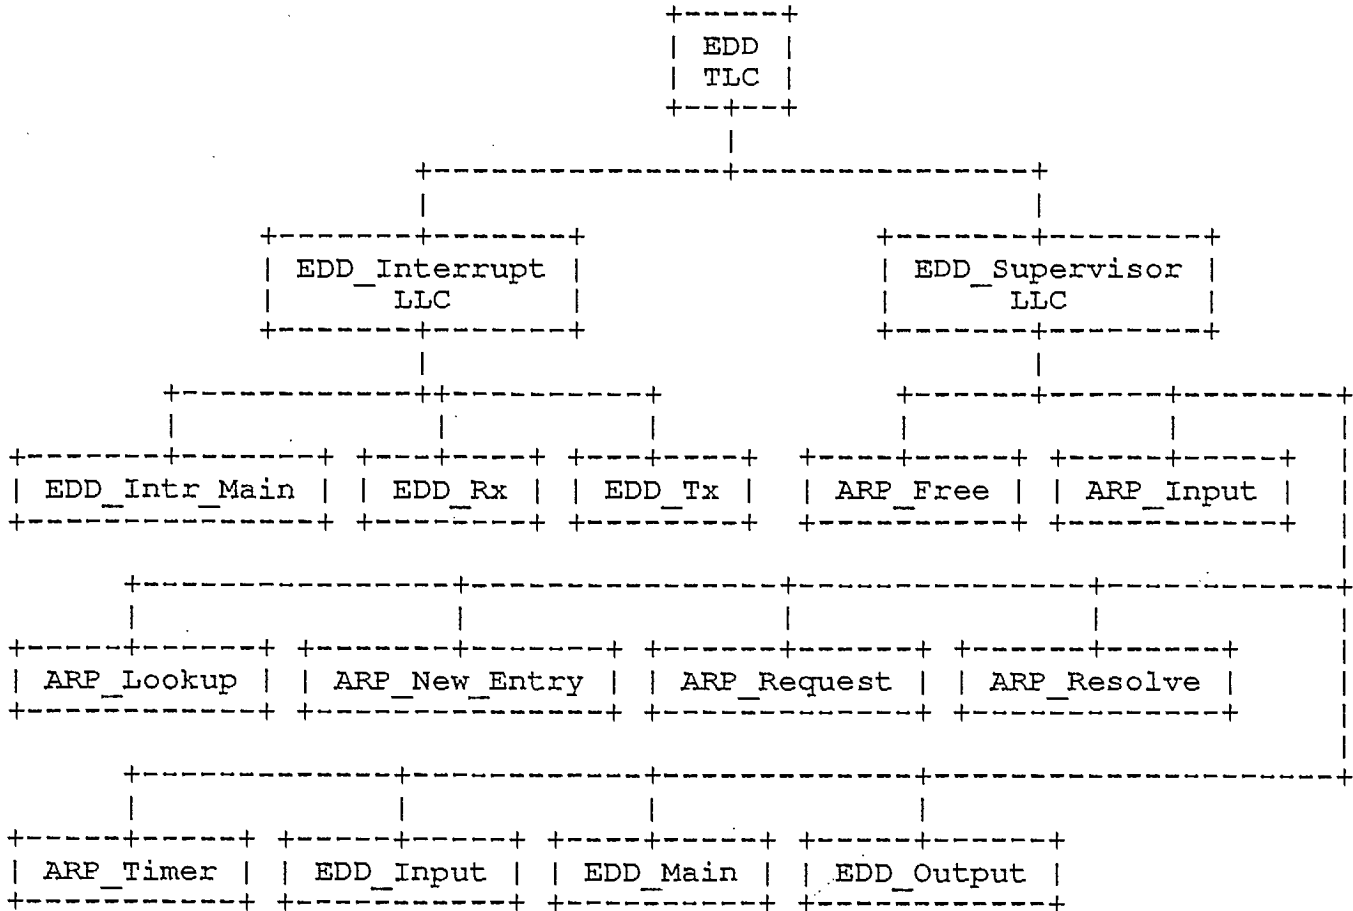 EDD
TLC
EDD_Interrupt
LLC
EDD_Supervisor
LLC
EDD_Intr_Main
EDD_Rx
EDD_Tx
ARP_Free
ARP_Input
ARP_Lookup
ARP_New_Entry
ARP_Request
ARP_Resolve
ARP_Timer
EDD_Input
EDD_Main
EDD_Output